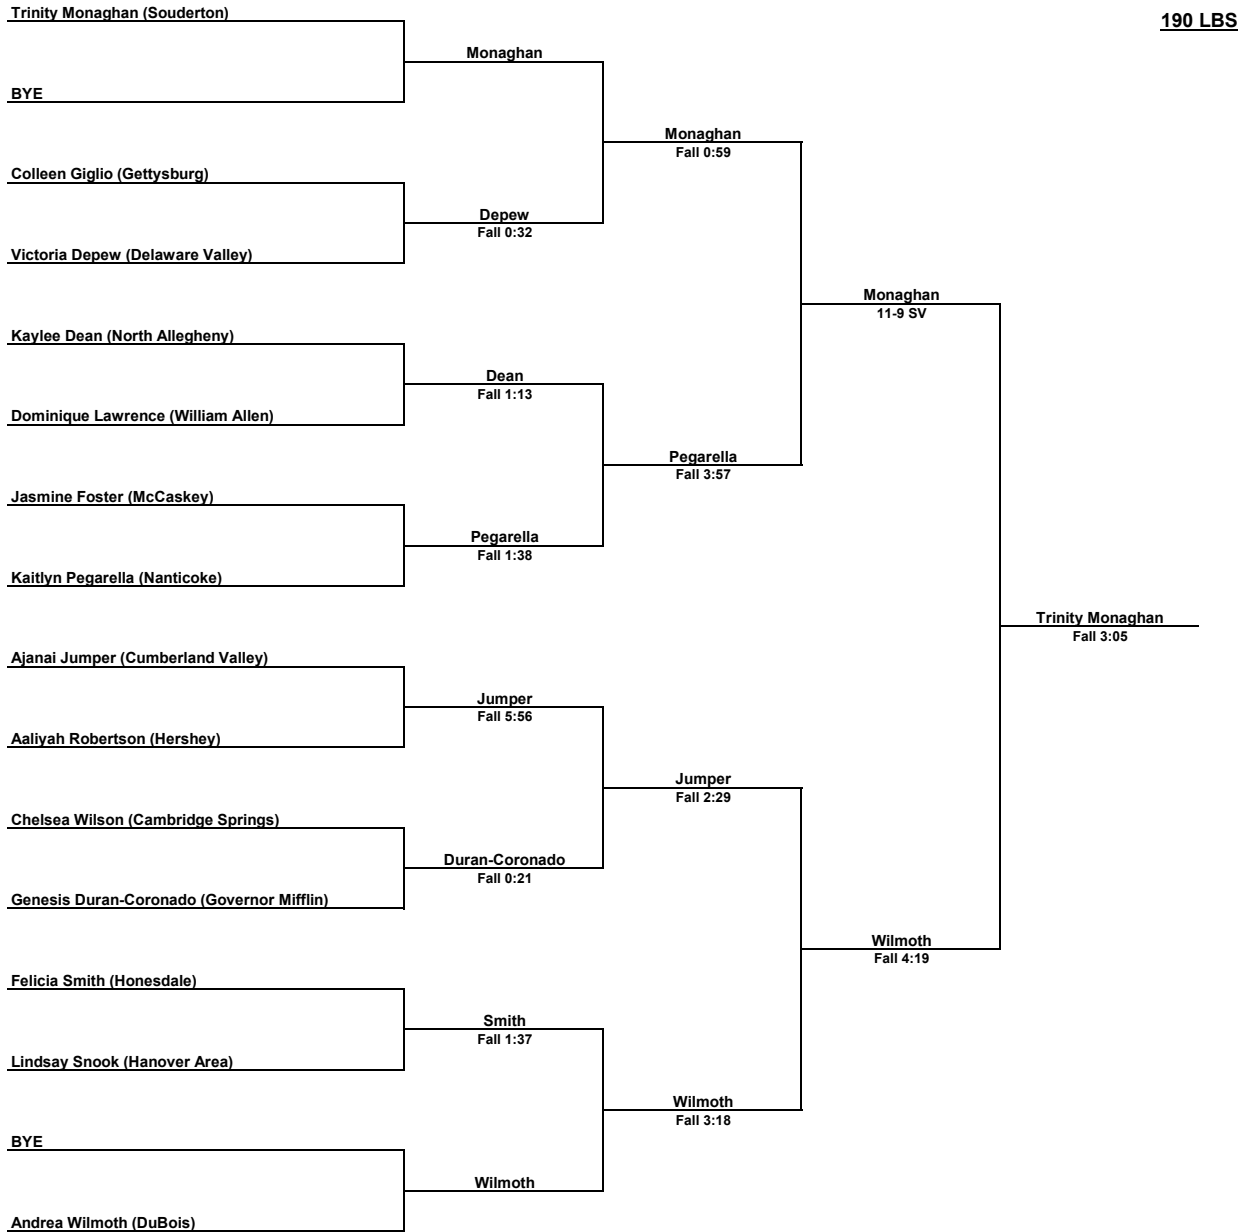 Trinity Monaghan (Souderton)
190 LBS
Monaghan
BYE
Monaghan
Fall 0:59
Colleen Giglio (Gettysburg)
Depew
Fall 0:32
Victoria Depew (Delaware Valley)
Monaghan
11-9 SV
Kaylee Dean (North Allegheny)
Dean
Fall 1:13
Dominique Lawrence (William Allen)
Pegarella
Fall 3:57
Jasmine Foster (McCaskey)
Pegarella
Fall 1:38
Kaitlyn Pegarella (Nanticoke)
Trinity Monaghan
Fall 3:05
Ajanai Jumper (Cumberland Valley)
Jumper
Fall 5:56
Aaliyah Robertson (Hershey)
Jumper
Fall 2:29
Chelsea Wilson (Cambridge Springs)
Duran-Coronado
Fall 0:21
Genesis Duran-Coronado (Governor Mifflin)
Wilmoth
Fall 4:19
Felicia Smith (Honesdale)
Smith
Fall 1:37
Lindsay Snook (Hanover Area)
Wilmoth
Fall 3:18
BYE
Wilmoth
Andrea Wilmoth (DuBois)